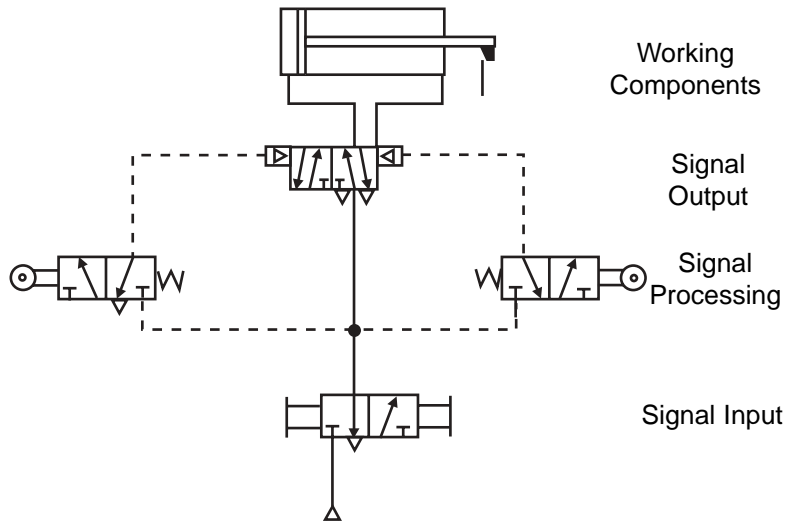 Working
Components
Signal
Output
Signal
Processing
Signal Input